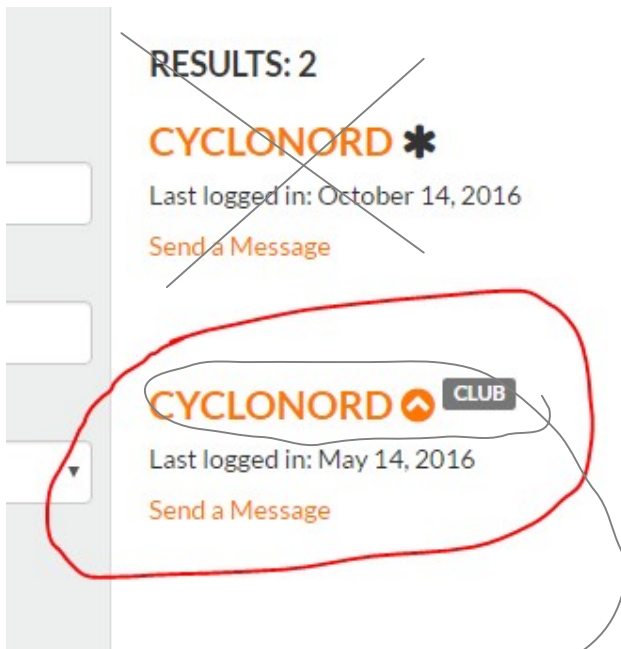 RESULTS: 2
CYCLONORD
Last logged in: October 14, 2016
Send a Message
CYCLONORD CLUB
Last logged in: May 14, 2016
Send a Message